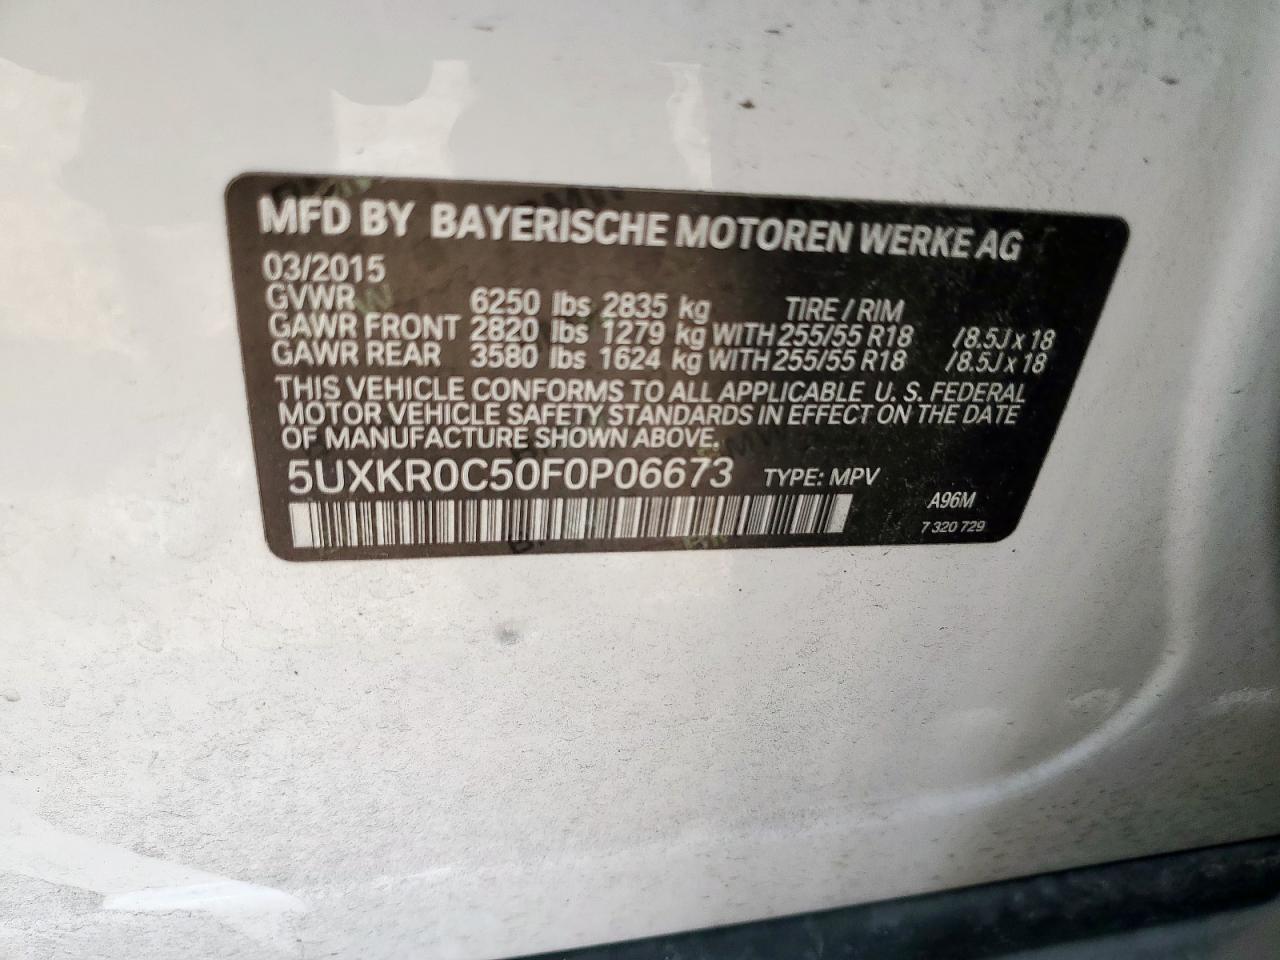 MFD BY BAYERISCHE MOTOREN WERKE AG
03/2015
GVWR 6250 lbs 2835 kg TIRE / RIM
GAWR FRONT 2820 lbs 1279 kg WITH 255/55 R18 /8.5J x 18
GAWR REAR 3580 lbs 1624 kg WITH 255/55 R18 /8.5J x 18
THIS VEHICLE CONFORMS TO ALL APPLICABLE U. S. FEDERAL
MOTOR VEHICLE SAFETY STANDARDS IN EFFECT ON THE DATE
OF MANUFACTURE SHOWN ABOVE.
5UXKR0C50F0P06673 TYPE: MPV
A96M
7 320 729